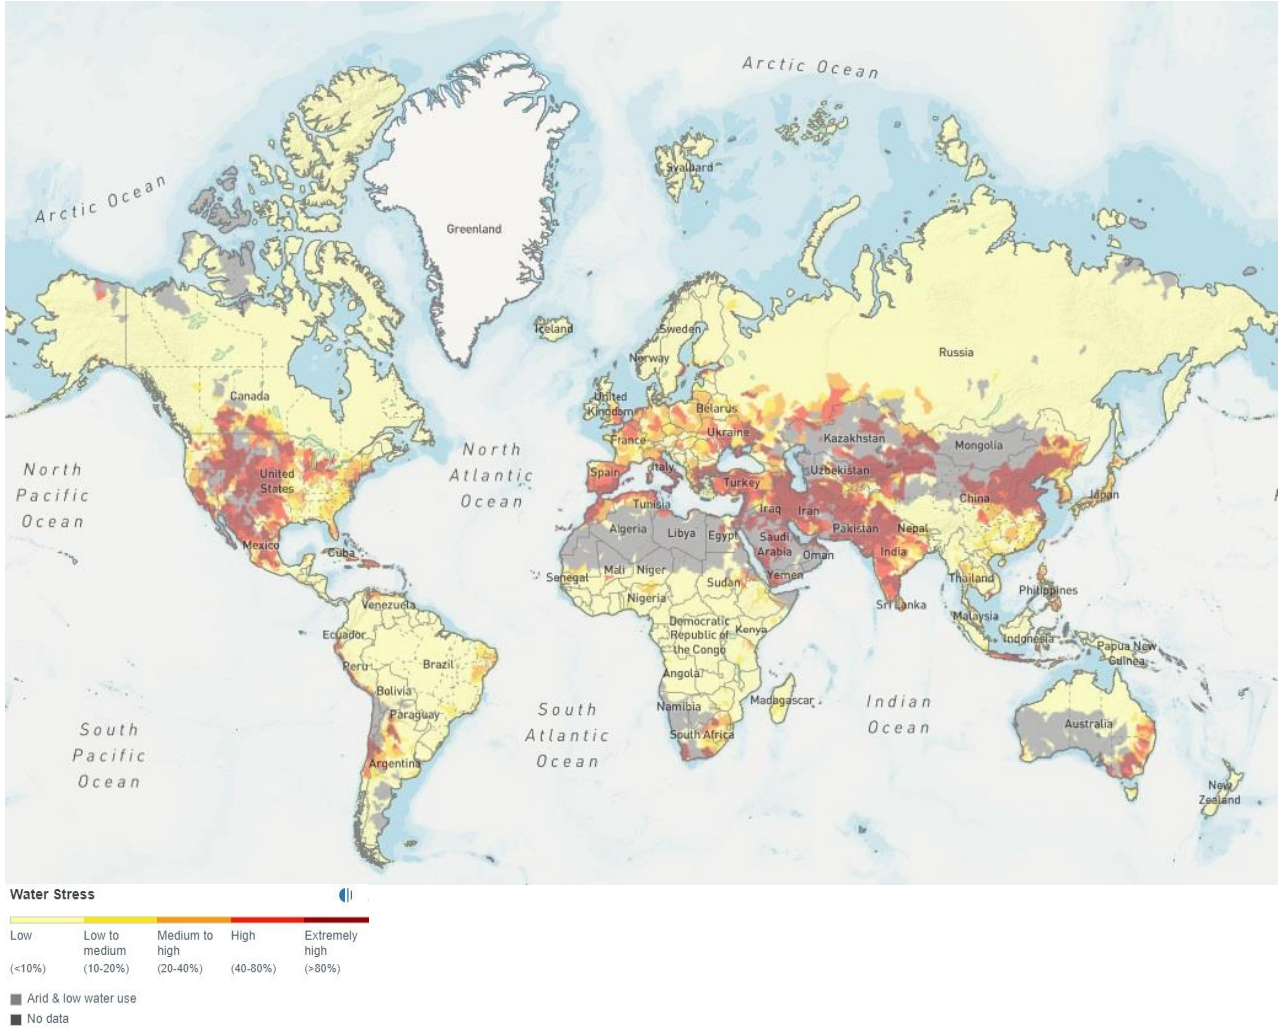 Arctic Ocean
Arctic Ocean
Svalbard
Greenland
Iceland
Sweden
Norway
Russia
Canada
United
Kingdom
Belarus
Ukraine
France
Kazakhstan
Mongolia
North
Pacific
Ocean
North
Atlantic
Ocean
United
States
Spain
Italy
Turkey
Uzbekistan
China
Japan
Tunisia
Iraq
Iran
Algeria
Libya
Egypt
Pakistan
Nepal
Mexico
Cuba
Saudi
Arabia
Oman
India
Senegal
Mali
Niger
Sudan
Yemen
Thailand
Philippines
Nigeria
Venezuela
Sri Lanka
Malaysia
Ecuador
Democratic
Republic of
the Congo
Kenya
Indonesia
Papua New
Guinea
Peru
Brazil
Angola
Bolivia
Paraguay
Namibia
Madagascar
Indian
Ocean
South
Pacific
Ocean
South
Atlantic
Ocean
South Africa
Australia
Argentina
New
Zealand
Water Stress
Low
Low to
medium
Medium to
high
High
Extremely
high
(<10%)
(10-20%)
(20-40%)
(40-80%)
(>80%)
Arid & low water use
No data